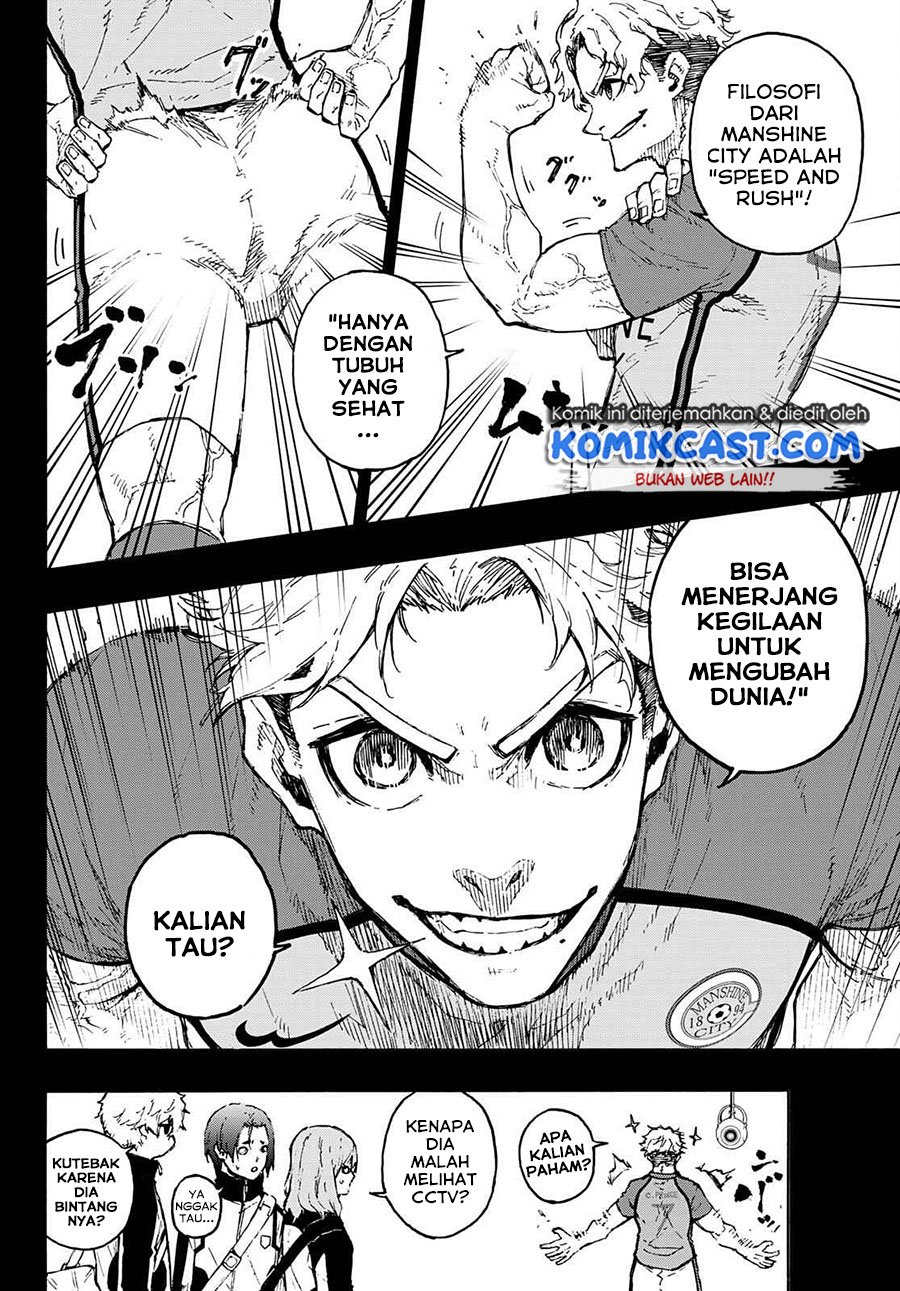 FILOSOFI
DARI
MANSHINE
CITY ADALAH
"SPEED AND
RUSH"!
"HANYA
DENGAN
TUBUH
YANG
SEHAT
...
VE
Komik ini diterjemahkan & diedit oleh
KOMIKCAST.COM
BUKAN WEB LAIN!!
BISA
MENERJANG
KEGILAAN
UNTUK
MENGUBAH
DUNIA!"
KALIAN
TAU?
MANSHINE
18 94
CITY
KUTEBAK
KARENA
DIA
BINTANG
NYA?
YA
NGGAK
TAU...
KENAPA
DIA
MALAH
MELIHAT
CCTV?
APA
KALIAN
PAHAM?